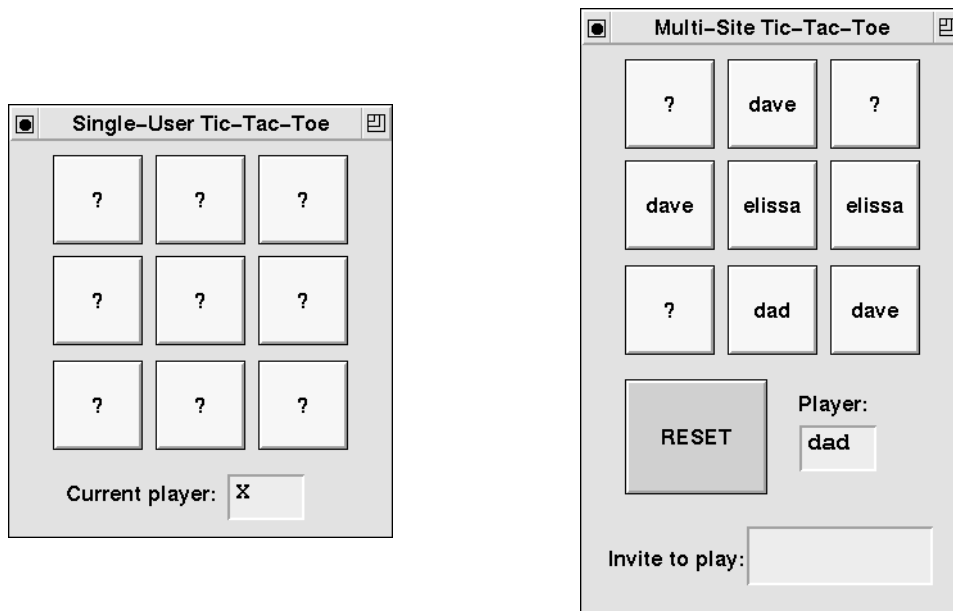 Single-User Tic-Tac-Toe
? ? ?
? ? ?
? ? ?
Current player: X
Multi-Site Tic-Tac-Toe
? dave ?
dave elissa elissa
? dad dave
Player:
RESET dad
Invite to play: